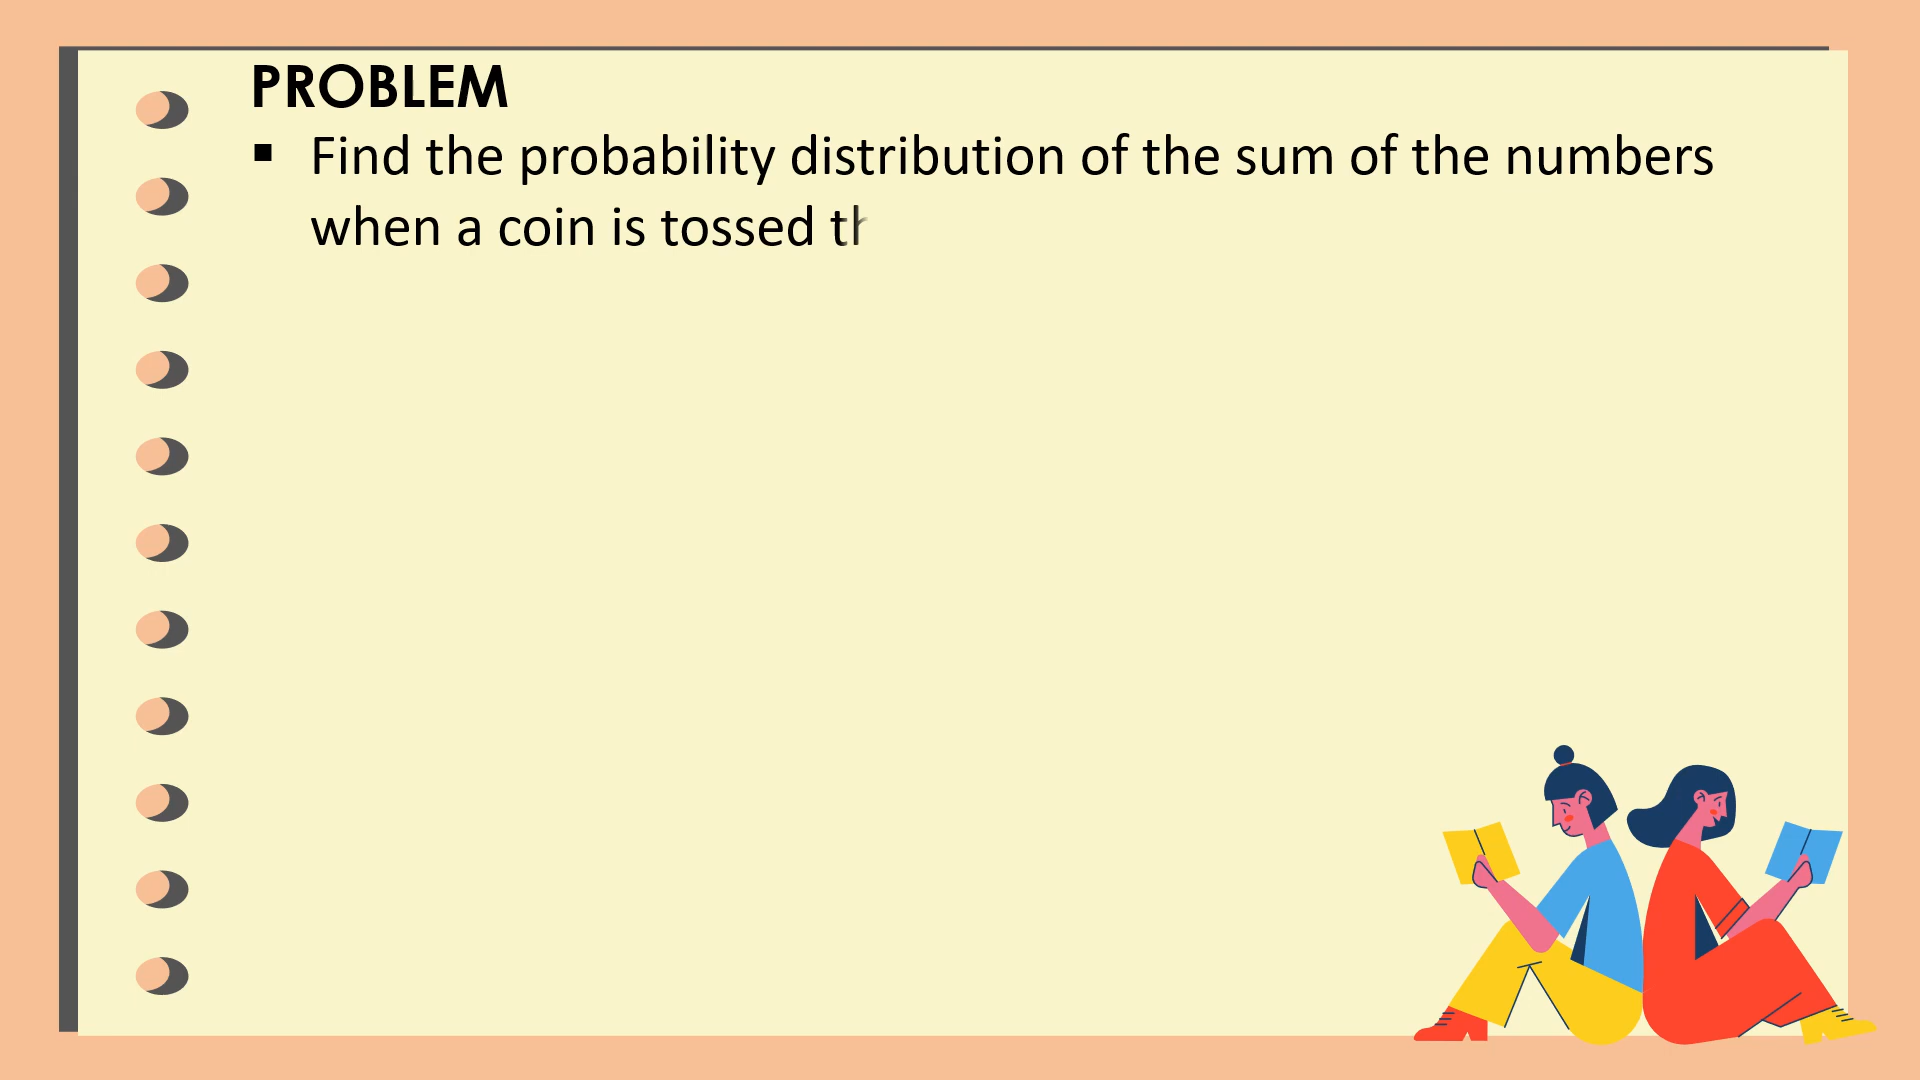 PROBLEM
▪ Find the probability distribution of the sum of the numbers
when a coin is tossed